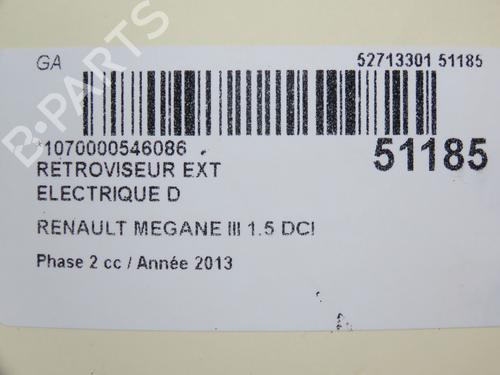 GA
52713301 51185
*1070000546086
51185
RETROVISEUR EXT
ELECTRIQUE D
RENAULT MEGANE III 1.5 DCI
Phase 2 cc / Année 2013
B-PARTS